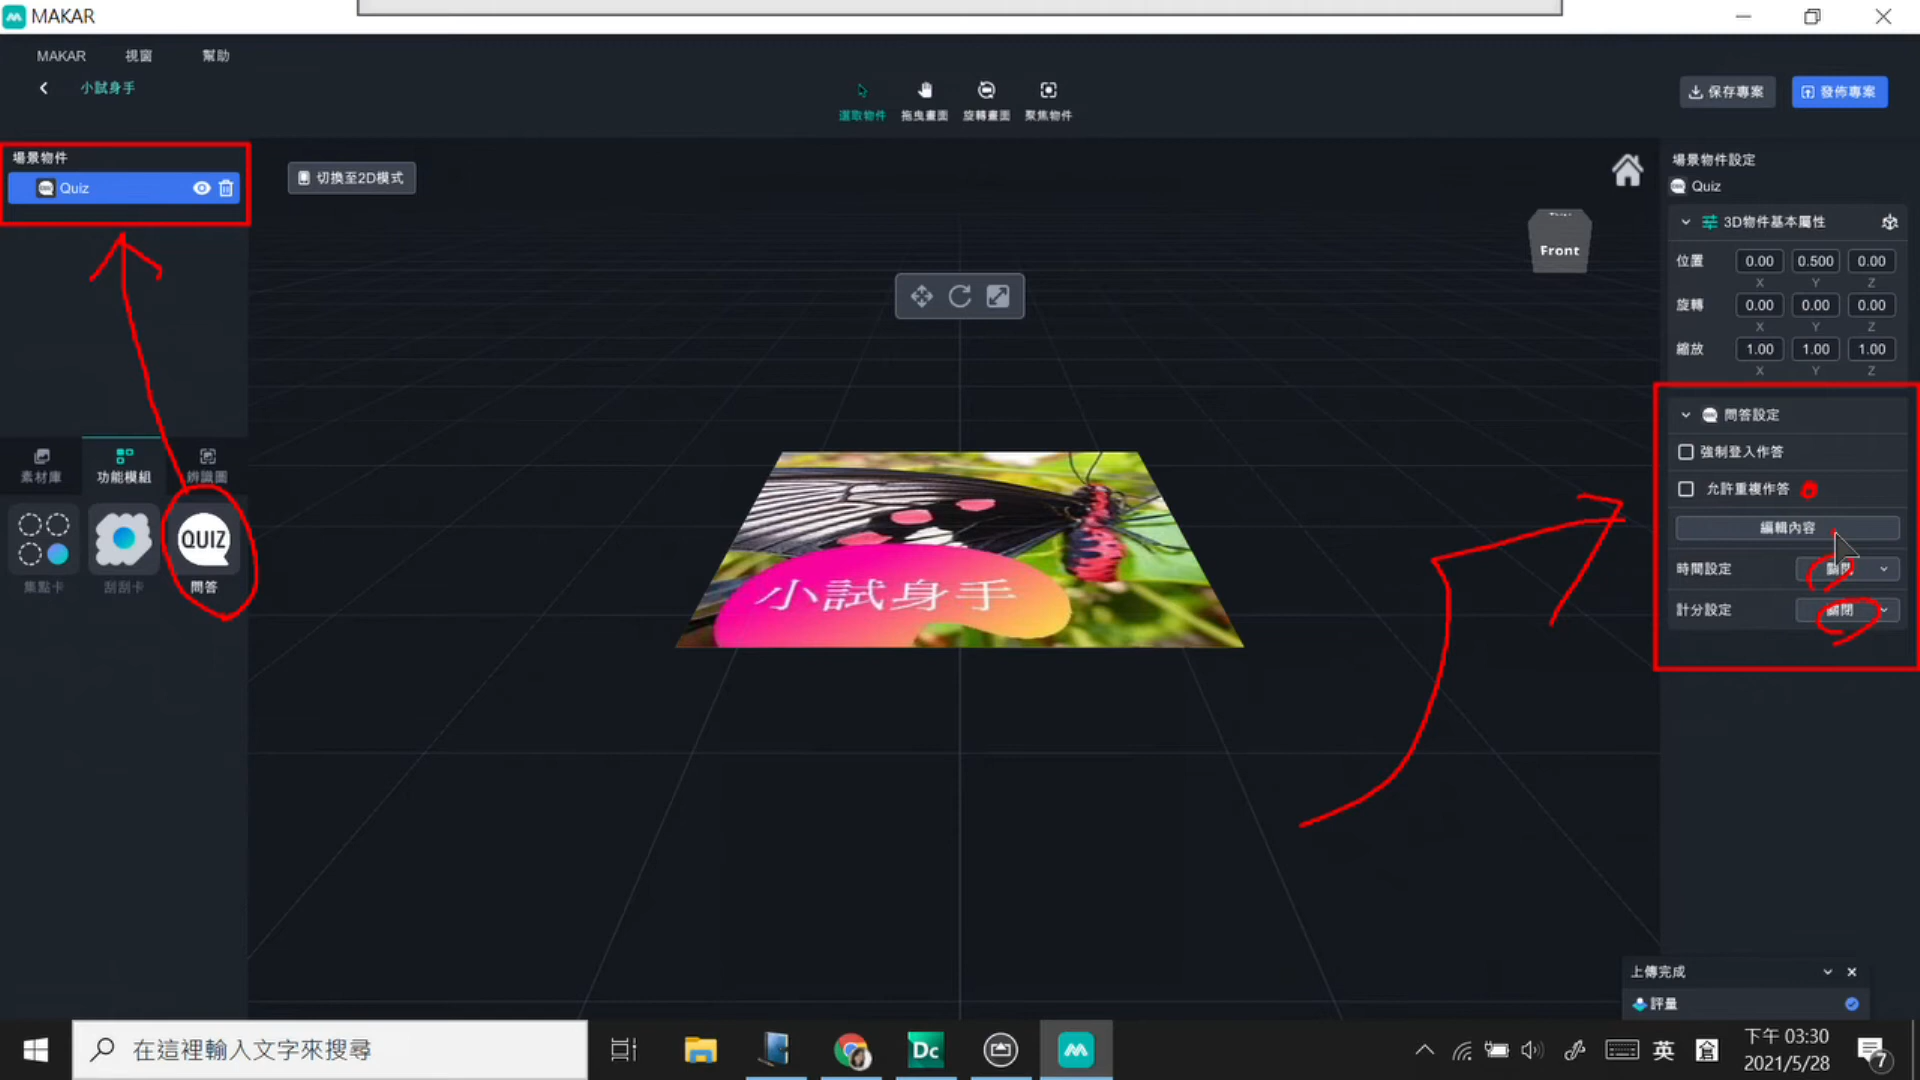 MAKAR
MAKAR 視窗 幫助
小試身手
選取物件 拖曳畫面 旋轉畫面 聚焦物件
保存專案 發佈專案
場景物件
Quiz
切換至2D模式
Front
場景物件設定
Quiz
3D物件基本屬性
位置 0.00 0.500 0.00
X Y Z
旋轉 0.00 0.00 0.00
X Y Z
縮放 1.00 1.00 1.00
X Y Z
問答設定
強制登入作答
允許重複作答
編輯內容
時間設定 關閉
計分設定 關閉
素材庫 功能模組 辨識圖
QUIZ
集點卡 刮刮卡 問答
小試身手
上傳完成
評量
在這裡輸入文字來搜尋
Dc
英 倉
下午 03:30
2021/5/28
7